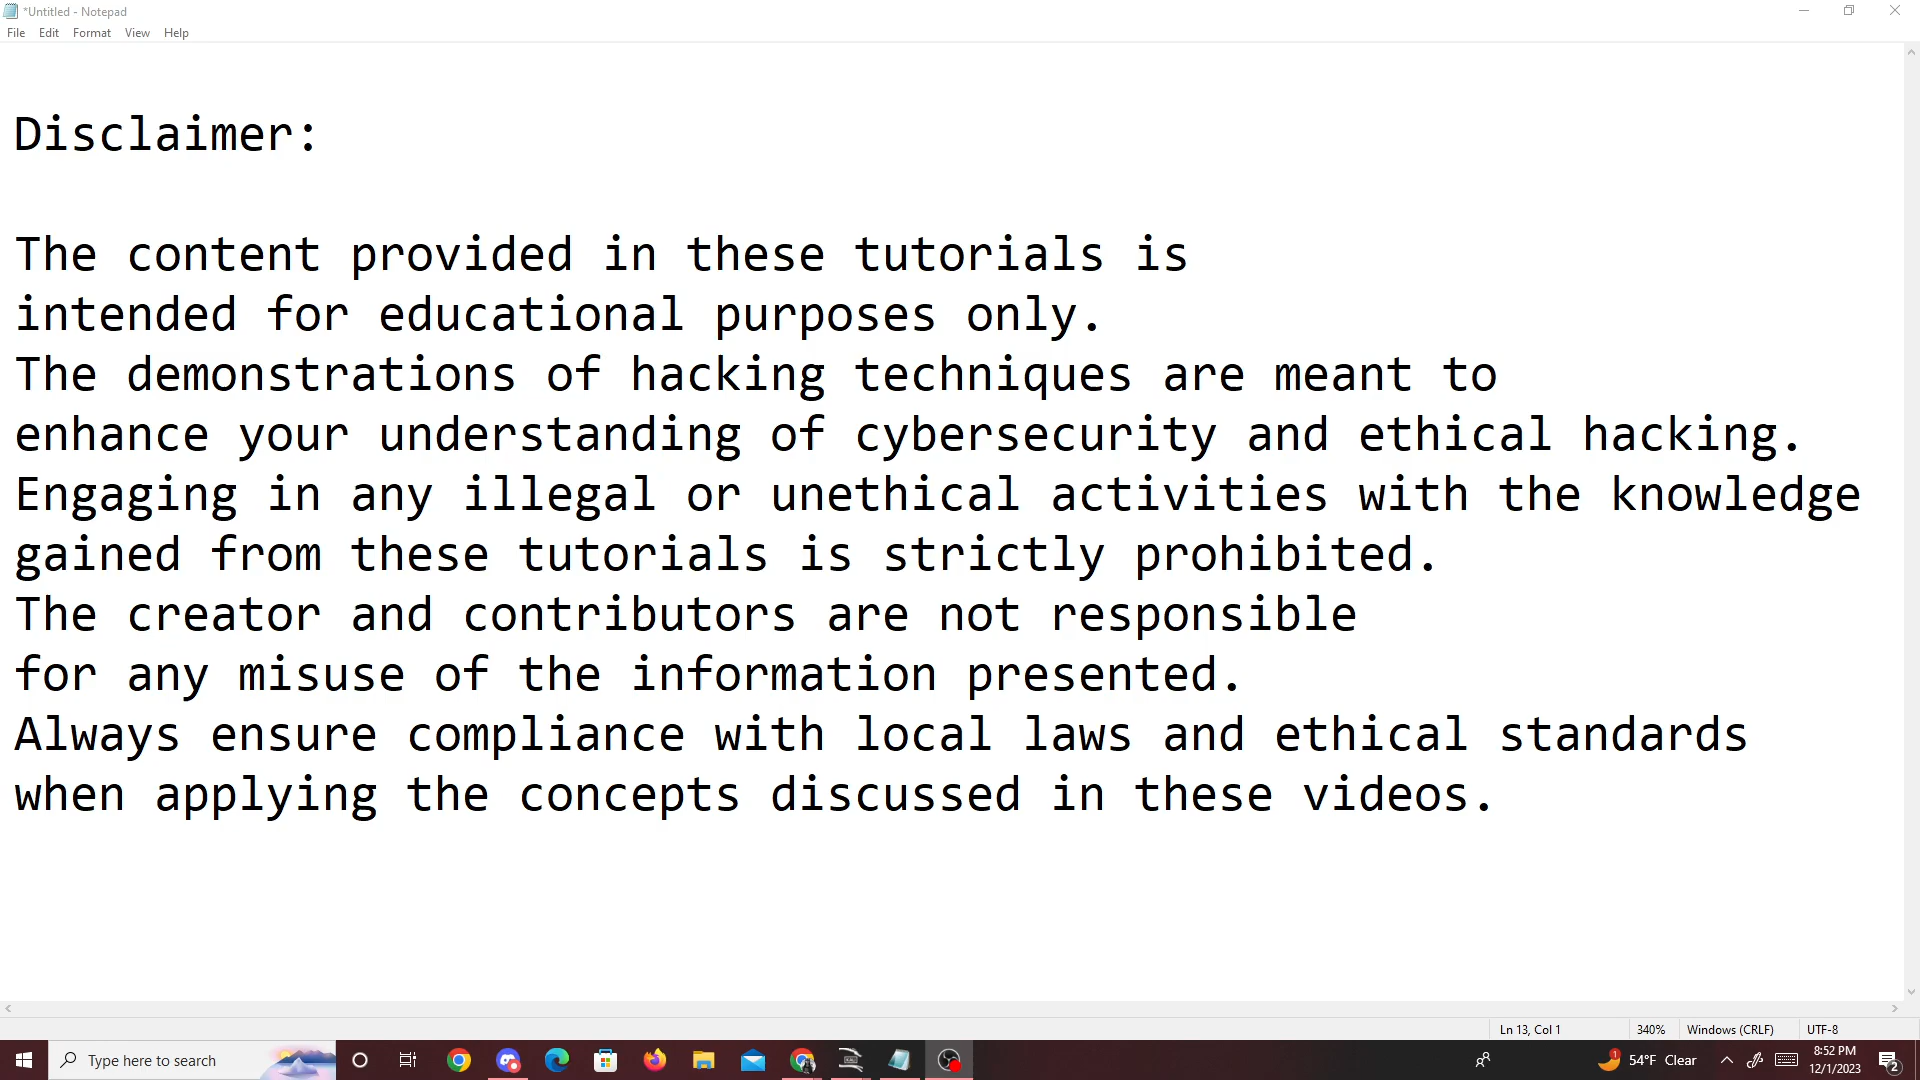 *Untitled - Notepad
File Edit Format View Help
Disclaimer:
The content provided in these tutorials is
intended for educational purposes only.
The demonstrations of hacking techniques are meant to
enhance your understanding of cybersecurity and ethical hacking.
Engaging in any illegal or unethical activities with the knowledge
gained from these tutorials is strictly prohibited.
The creator and contributors are not responsible
for any misuse of the information presented.
Always ensure compliance with local laws and ethical standards
when applying the concepts discussed in these videos.
Ln 13, Col 1 340% Windows (CRLF) UTF-8
Type here to search 1 54°F Clear 8:52 PM
12/1/2023 2